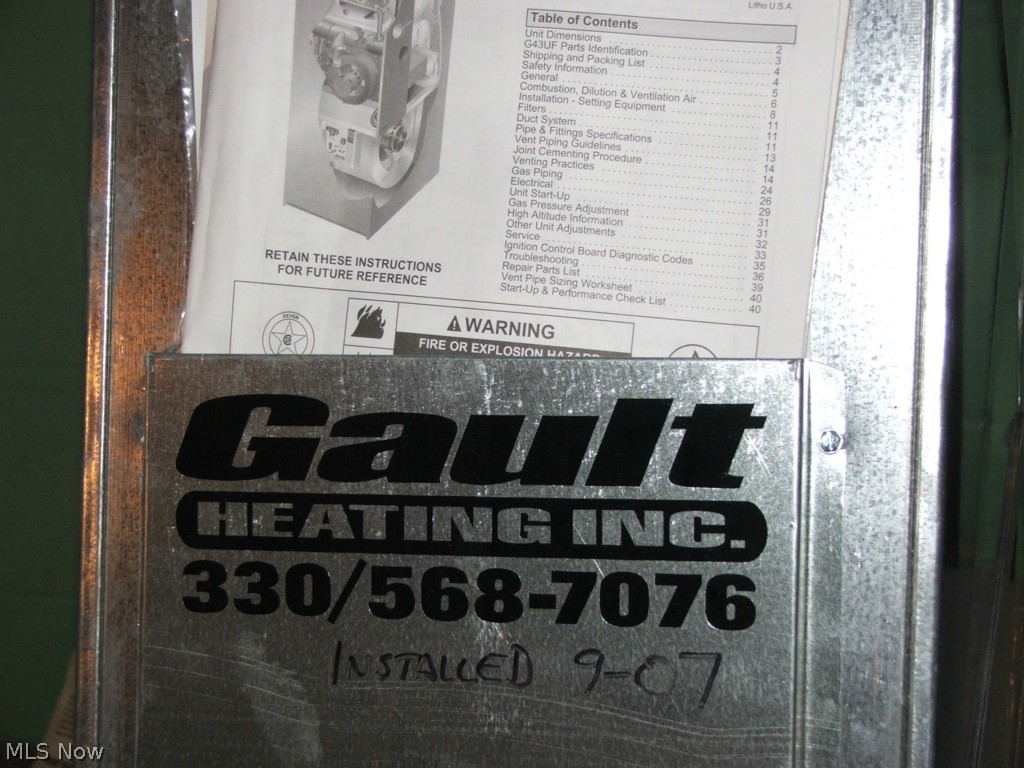 Litho U.S.A.
Table of Contents
Unit Dimensions 2
G43UF Parts Identification 3
Shipping and Packing List 4
Safety Information 4
General 5
Combustion, Dilution & Ventilation Air 6
Installation - Setting Equipment 8
Filters 11
Duct System 11
Pipe & Fittings Specifications 11
Vent Piping Guidelines 13
Joint Cementing Procedure 14
Venting Practices 14
Gas Piping 24
Electrical 26
Unit Start-Up 29
Gas Pressure Adjustment 31
High Altitude Information 31
Other Unit Adjustments 32
Service 33
Ignition Control Board Diagnostic Codes 35
Troubleshooting 36
Repair Parts List 39
Vent Pipe Sizing Worksheet 40
Start-Up & Performance Check List 40
RETAIN THESE INSTRUCTIONS
FOR FUTURE REFERENCE
WARNING
FIRE OR EXPLOSION HAZARD
Gault
HEATING INC.
330/568-7076
INSTALLED 9-07
MLS Now